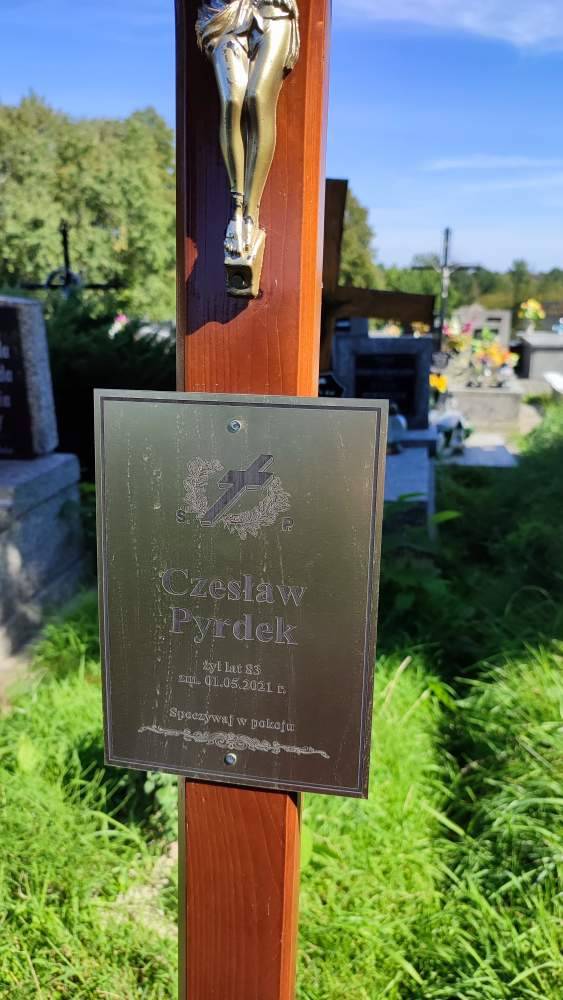 Ś. P.
Czesław
Pyrdek
żył lat 83
zm. 01.05.2021 r.
Spoczywaj w pokoju